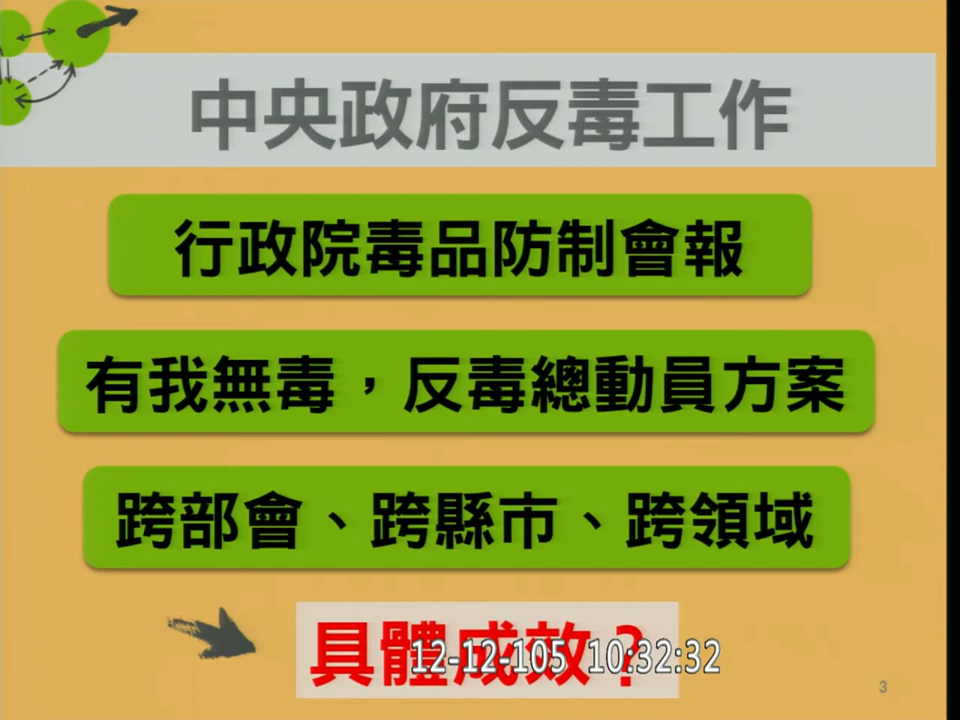 中央政府反毒工作
行政院毒品防制會報
有我無毒，反毒總動員方案
跨部會、跨縣市、跨領域
具體成效？
12-12-105 10:32:32
3